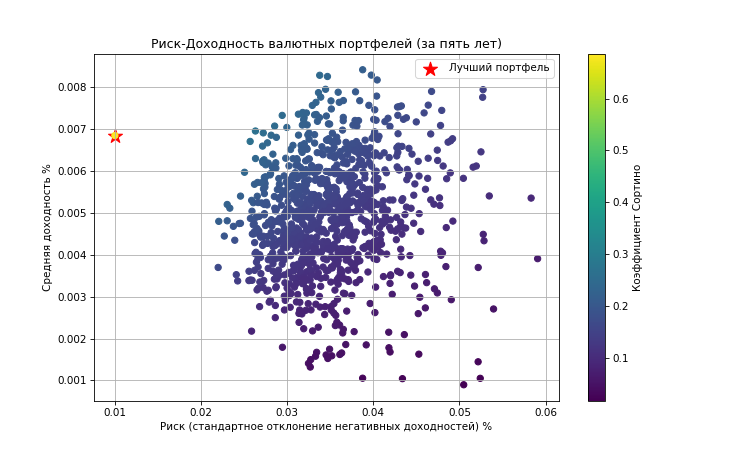 Риск-Доходность валютных портфелей (за пять лет)
Лучший портфель
Средняя доходность %
0.008
0.007
0.006
0.005
0.004
0.003
0.002
0.001
0.01 0.02 0.03 0.04 0.05 0.06
Риск (стандартное отклонение негативных доходностей) %
0.6
0.5
0.4
0.3
0.2
0.1
Коэффициент Сортино